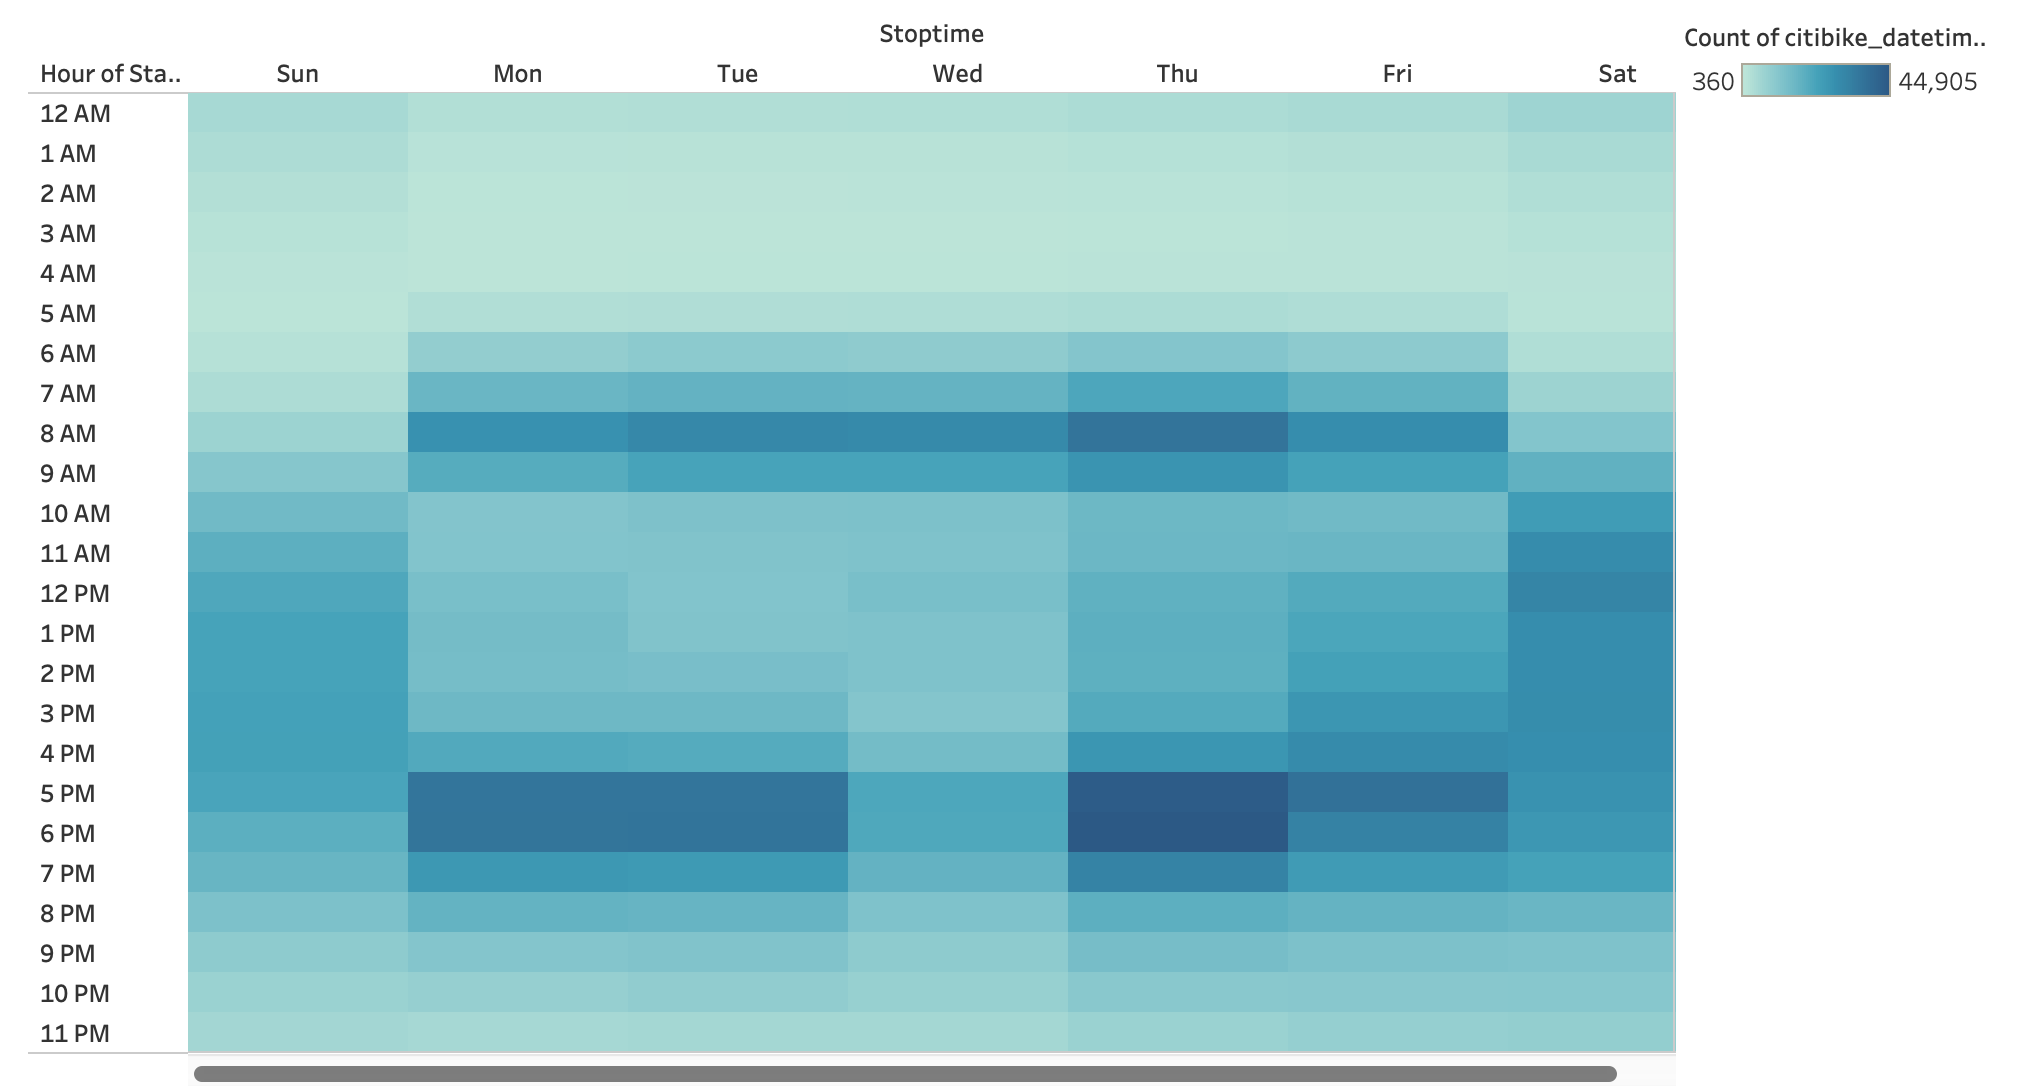 Stoptime
Count of citibike_datetim..
Hour of Sta.. Sun Mon Tue Wed Thu Fri Sat
360 44,905
12 AM
1 AM
2 AM
3 AM
4 AM
5 AM
6 AM
7 AM
8 AM
9 AM
10 AM
11 AM
12 PM
1 PM
2 PM
3 PM
4 PM
5 PM
6 PM
7 PM
8 PM
9 PM
10 PM
11 PM